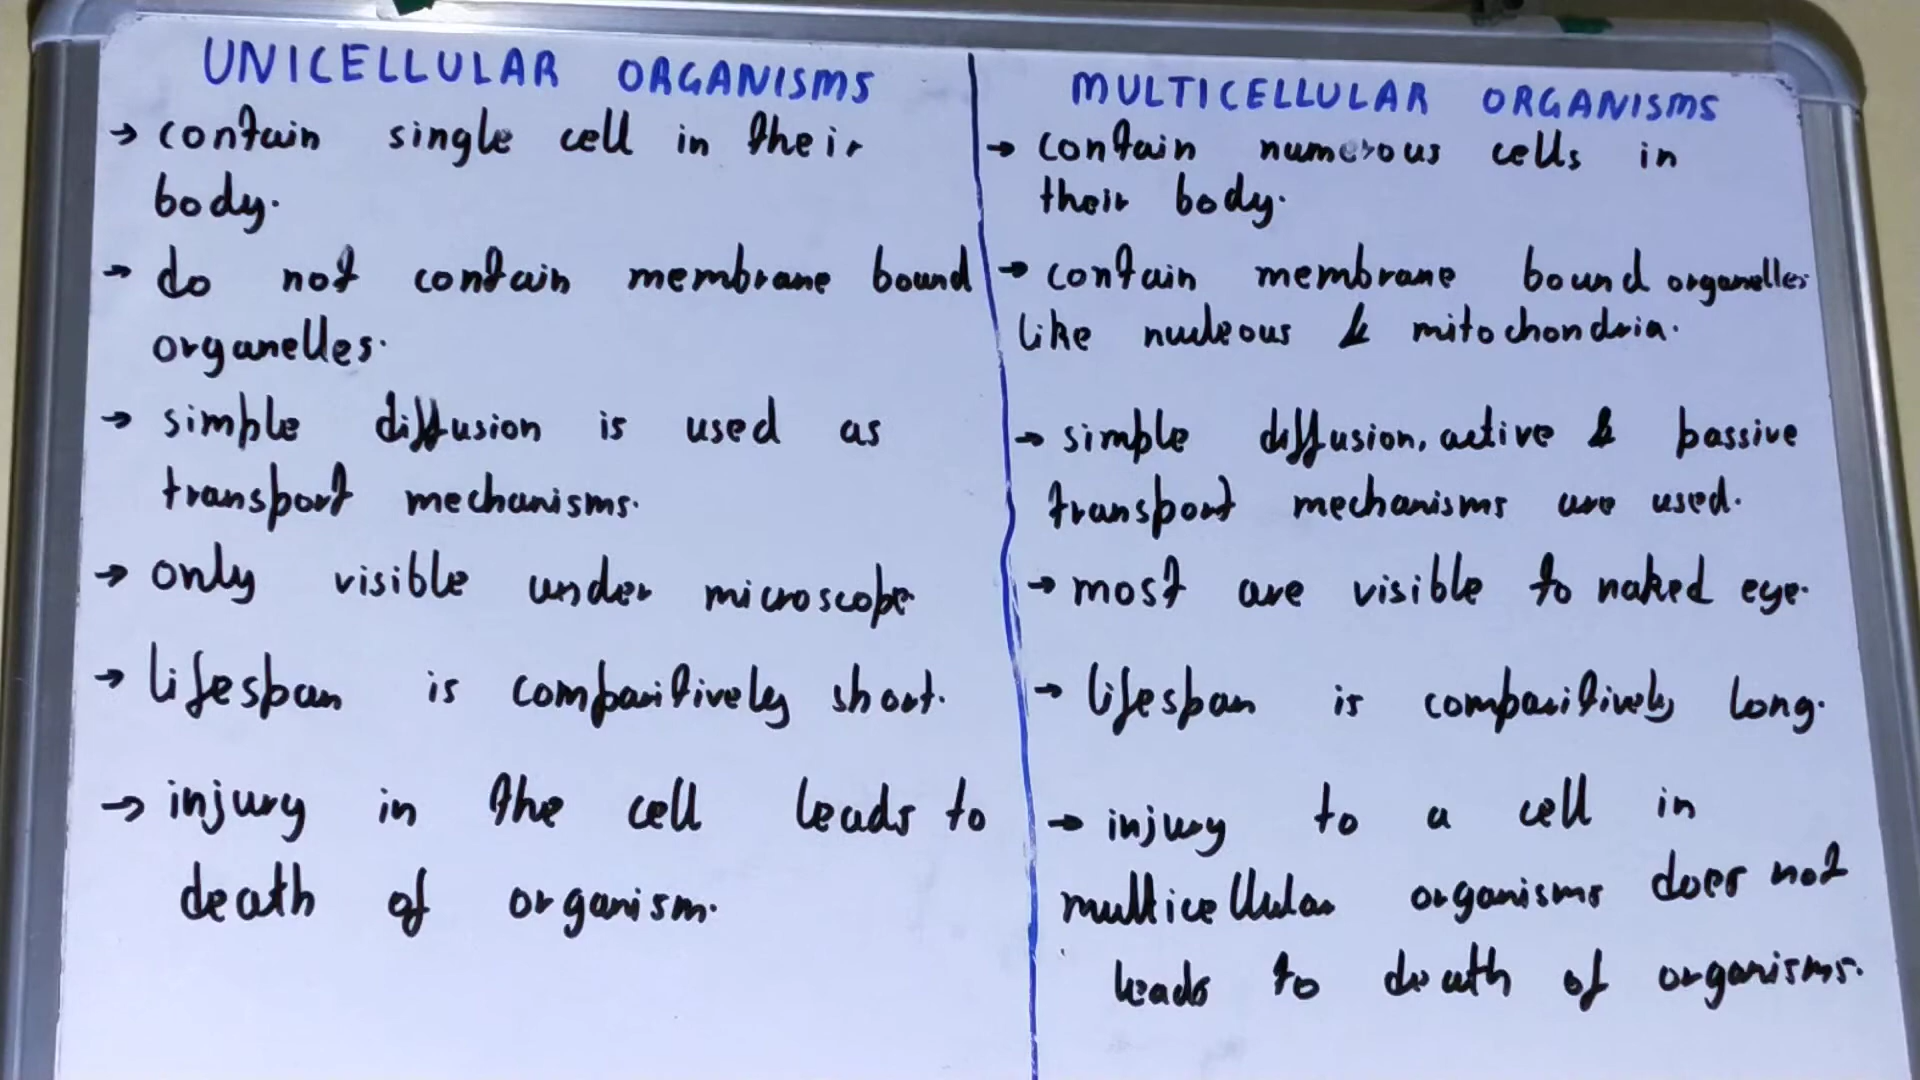 UNICELLULAR ORGANISMS
→ contain single cell in their
body.
→ do not contain membrane bound
organelles.
→ simple diffusion is used as
transport mechanisms.
→ only visible under microscope
→ lifespan is comparitively short.
→ injury in the cell leads to
death of organism.
MULTICELLULAR ORGANISMS
→ contain numerous cells in
their body.
→ contain membrane bound organelles
like nucleous & mitochondria.
→ simple diffusion, active & passive
transport mechanisms are used.
→ most are visible to naked eye.
→ lifespan is comparitively long.
→ injury to a cell in
multicellular organisms does not
leads to death of organisms.